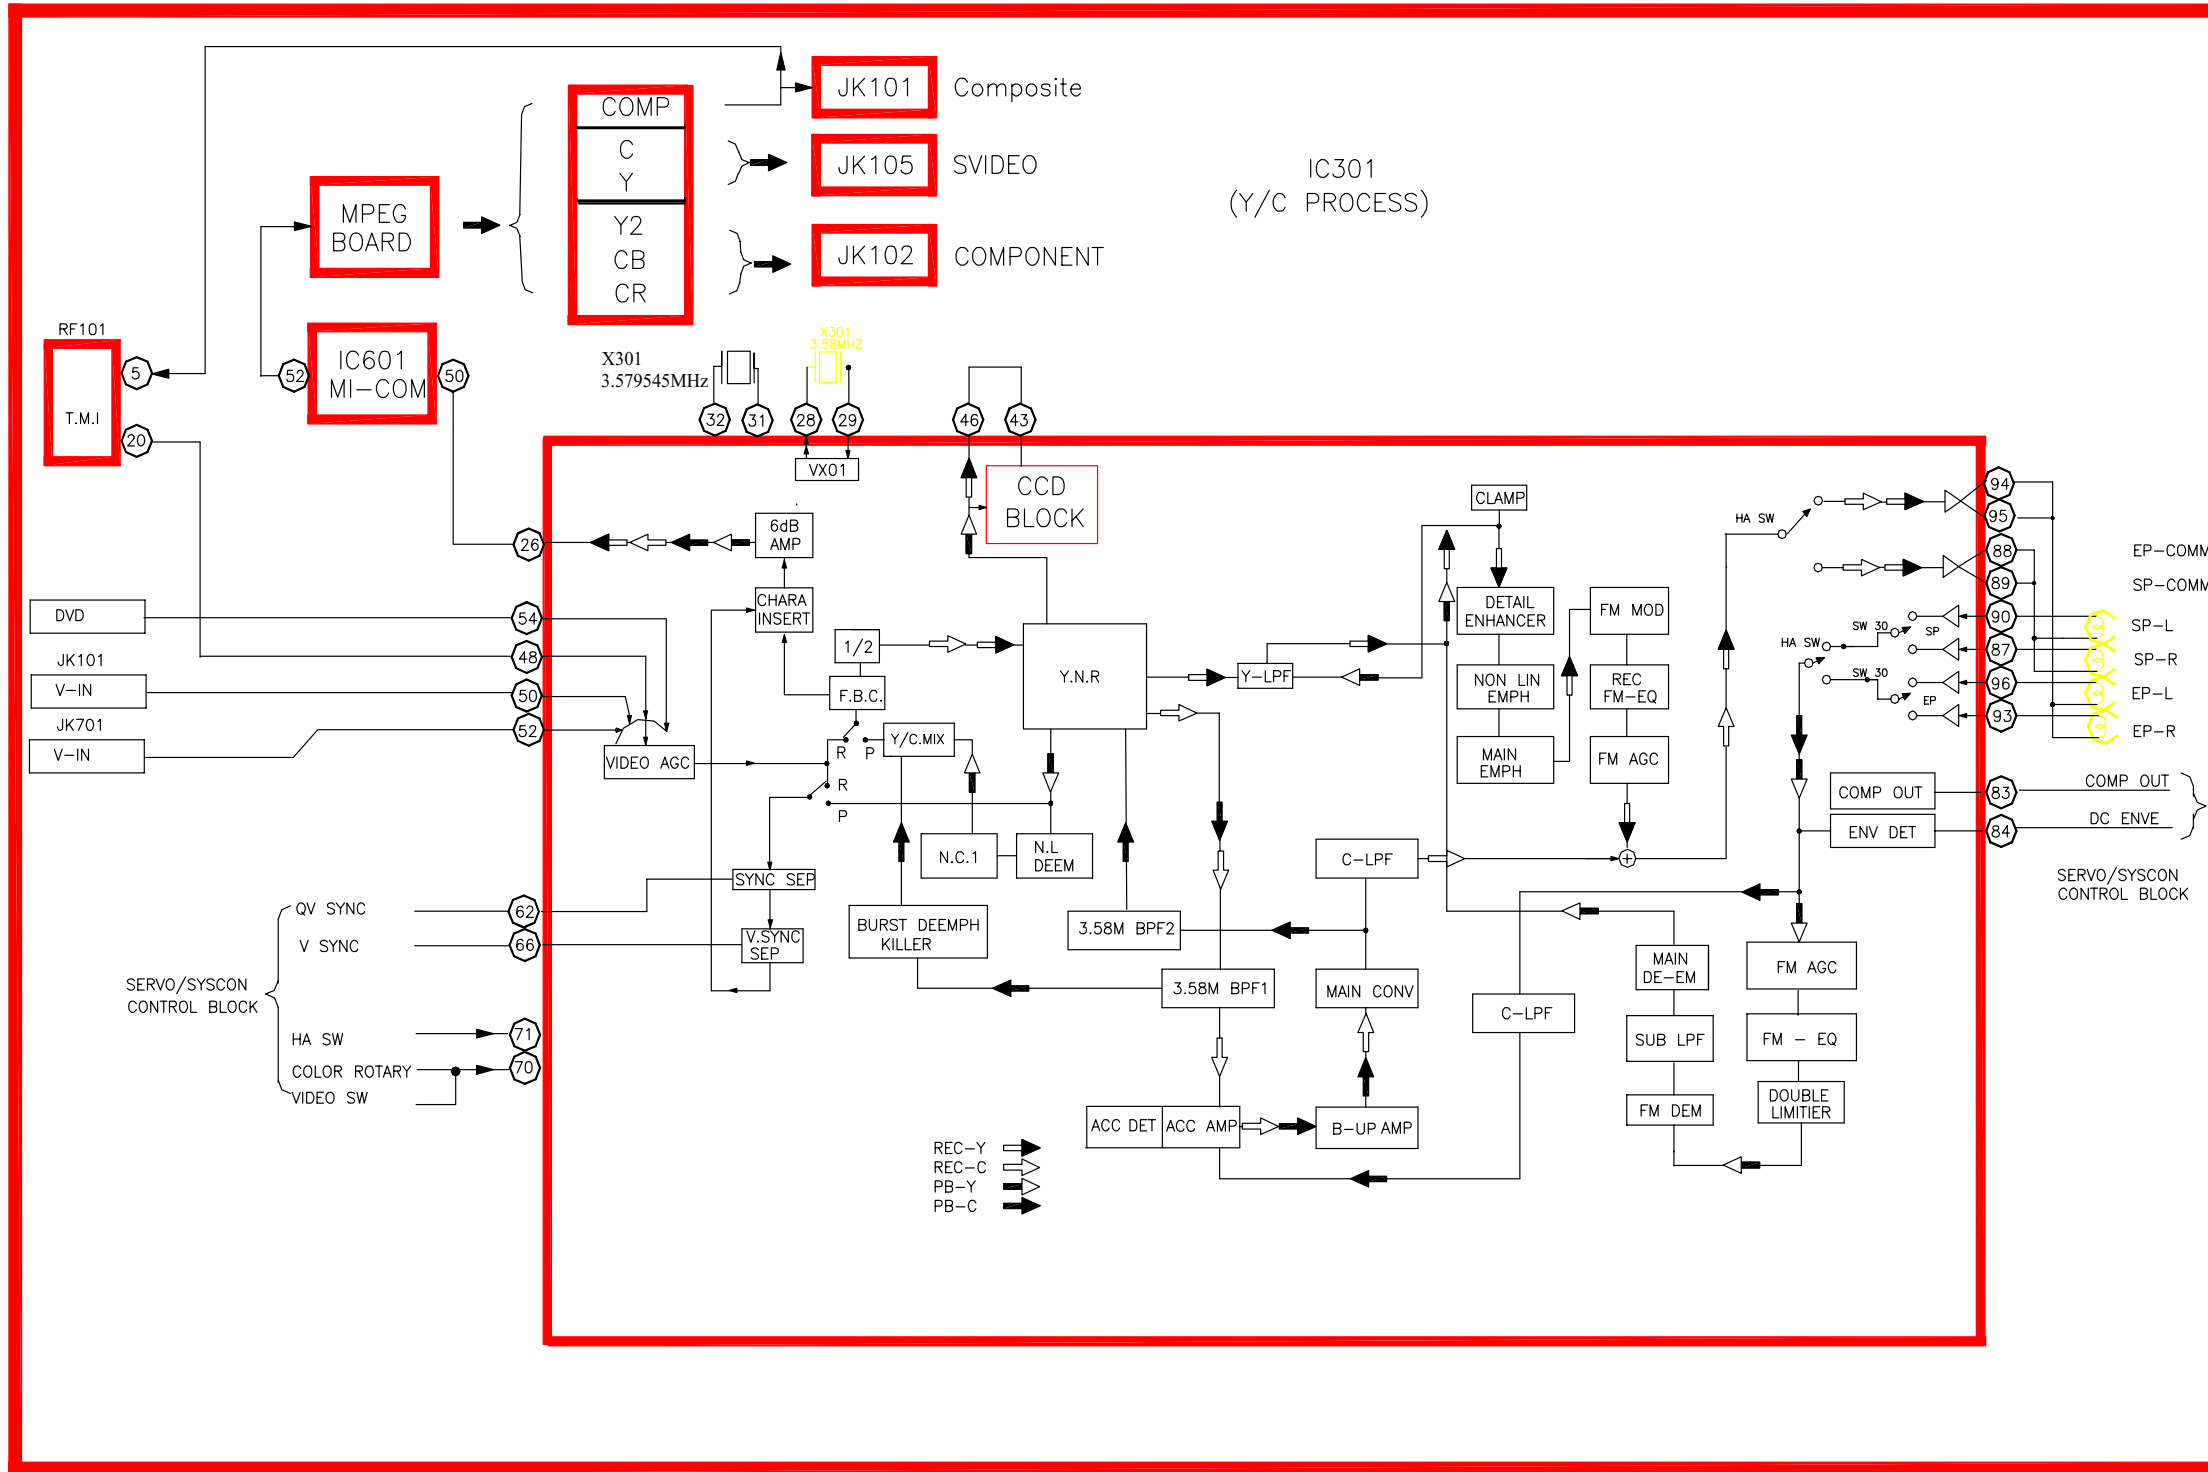 COMP
C
Y
Y2
CB
CR
JK101
Composite
JK105
SVIDEO
JK102
COMPONENT
IC301
(Y/C PROCESS)
MPEG
BOARD
RF101
T.M.I
5
20
52
IC601
MI-COM
50
X301
3.579545MHz
X301
3.58MHZ
32
31
28
29
46
43
VX01
CCD
BLOCK
CLAMP
6dB
AMP
26
CHARA
INSERT
DVD
54
48
JK101
V-IN
50
JK701
V-IN
52
VIDEO AGC
1/2
F.B.C.
R
P
Y/C.MIX
R
P
Y.N.R
Y-LPF
DETAIL
ENHANCER
NON LIN
EMPH
MAIN
EMPH
FM MOD
REC
FM-EQ
FM AGC
HA SW
94
95
88
89
90
87
96
93
EP-COMM
SP-COMM
SP-L
SP-R
EP-L
EP-R
HA SW
SW 30
SP
SW 30
EP
COMP OUT
83
COMP OUT
ENV DET
84
DC ENVE
SERVO/SYSCON
CONTROL BLOCK
N.C.1
N.L
DEEM
C-LPF
SYNC SEP
V.SYNC
SEP
BURST DEEMPH
KILLER
3.58M BPF2
3.58M BPF1
MAIN CONV
C-LPF
MAIN
DE-EM
SUB LPF
FM DEM
FM AGC
FM - EQ
DOUBLE
LIMITIER
QV SYNC
62
V SYNC
66
SERVO/SYSCON
CONTROL BLOCK
HA SW
71
COLOR ROTARY
70
VIDEO SW
ACC DET
ACC AMP
B-UP AMP
REC-Y
REC-C
PB-Y
PB-C